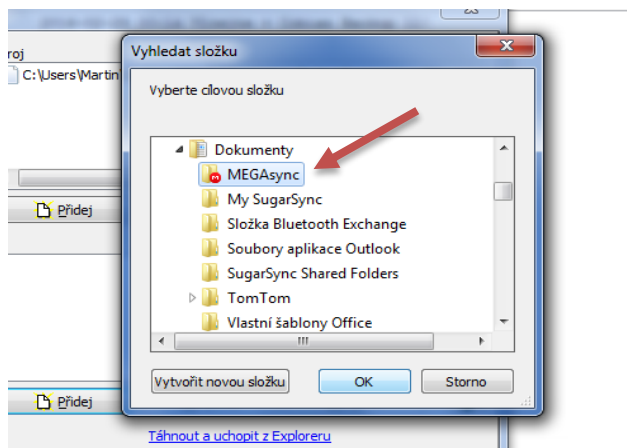 roj
C:\Users\Martin
Přidej
Přidej
Vyhledat složku
Vyberte cílovou složku
Dokumenty
MEGAsync
My SugarSync
Složka Bluetooth Exchange
Soubory aplikace Outlook
SugarSync Shared Folders
TomTom
Vlastní šablony Office
Vytvořit novou složku
OK
Storno
Táhnout a uchopit z Exploreru